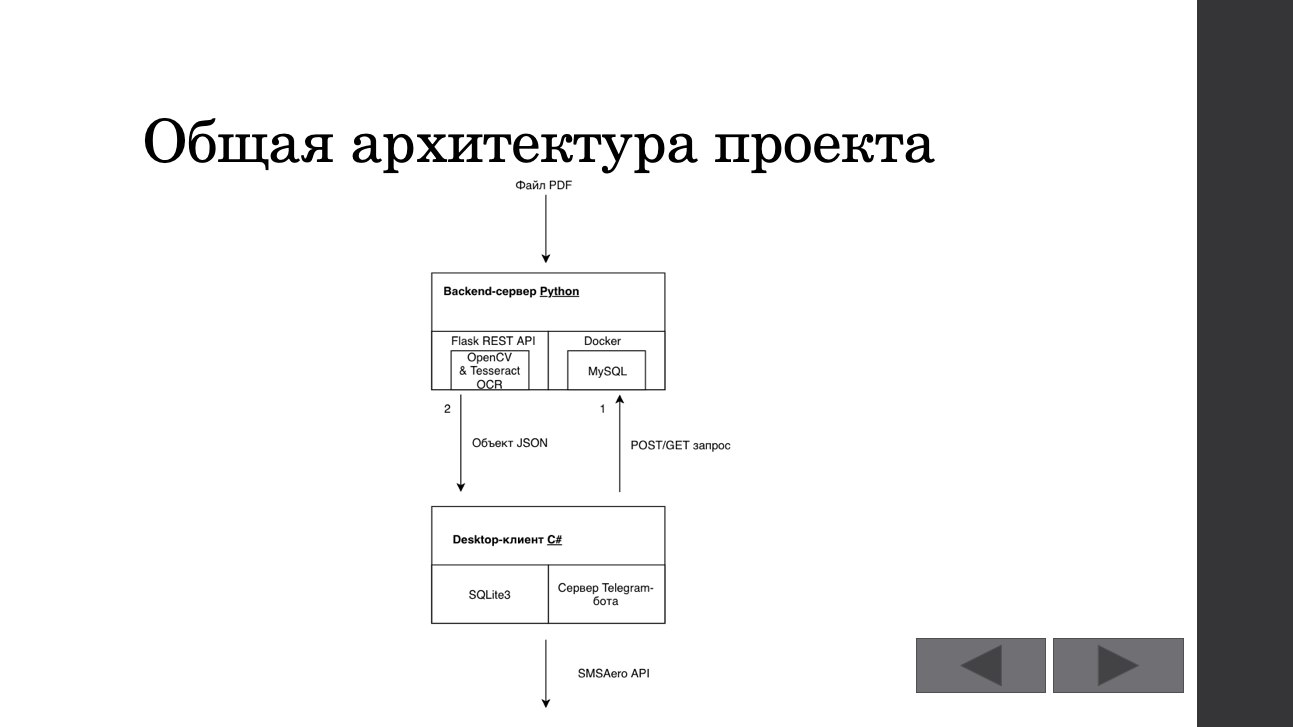 Общая архитектура проекта
Файл PDF
Backend-сервер Python
Flask REST API
Docker
OpenCV
& Tesseract
OCR
MySQL
2
1
Объект JSON
POST/GET запрос
Desktop-клиент C#
SQLite3
Сервер Telegram-
бота
SMSAero API